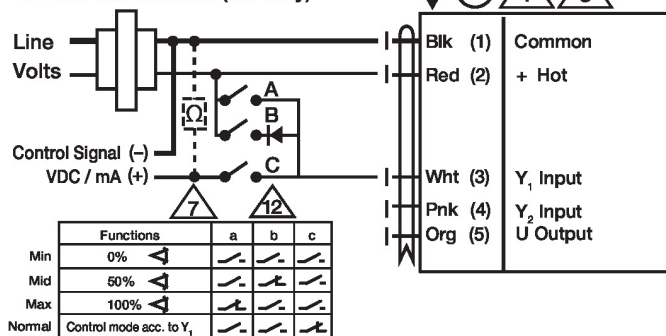 Line
Volts
Control Signal (–)
VDC / mA (+)
Ω
A
B
C
7
12
Blk (1) Common
Red (2) + Hot
Wht (3) Y₁ Input
Pnk (4) Y₂ Input
Org (5) U Output
Functions a b c
Min 0%
Mid 50%
Max 100%
Normal Control mode acc. to Y₁